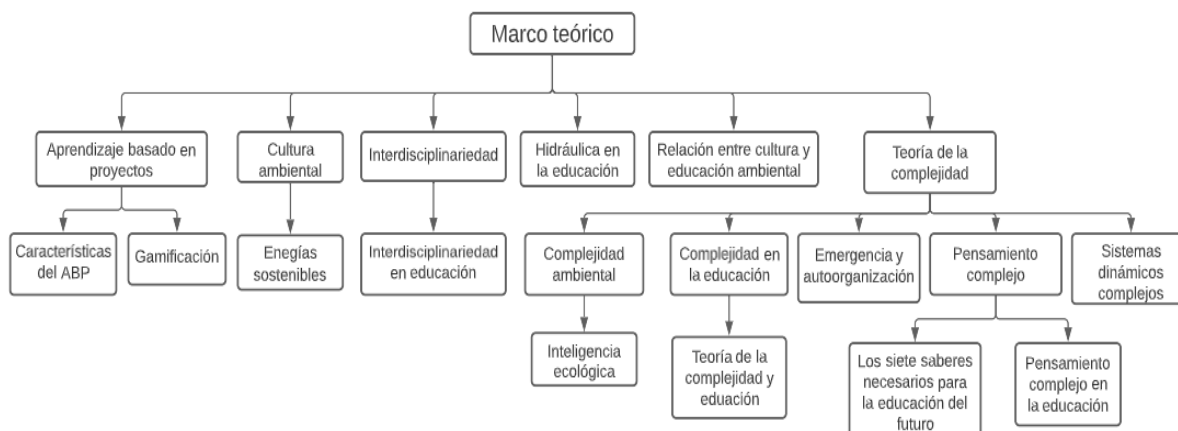 Marco teórico
Aprendizaje basado en
proyectos
Cultura
ambiental
Interdisciplinariedad
Hidráulica en
la educación
Relación entre cultura y
educación ambiental
Teoría de la
complejidad
Características
del ABP
Gamificación
Enegías
sostenibles
Interdisciplinariedad
en educación
Complejidad
ambiental
Complejidad en
la educación
Emergencia y
autoorganización
Pensamiento
complejo
Sistemas
dinámicos
complejos
Inteligencia
ecológica
Teoría de la
complejidad y
eduación
Los siete saberes
necesarios para
la educación del
futuro
Pensamiento
complejo en
la educación